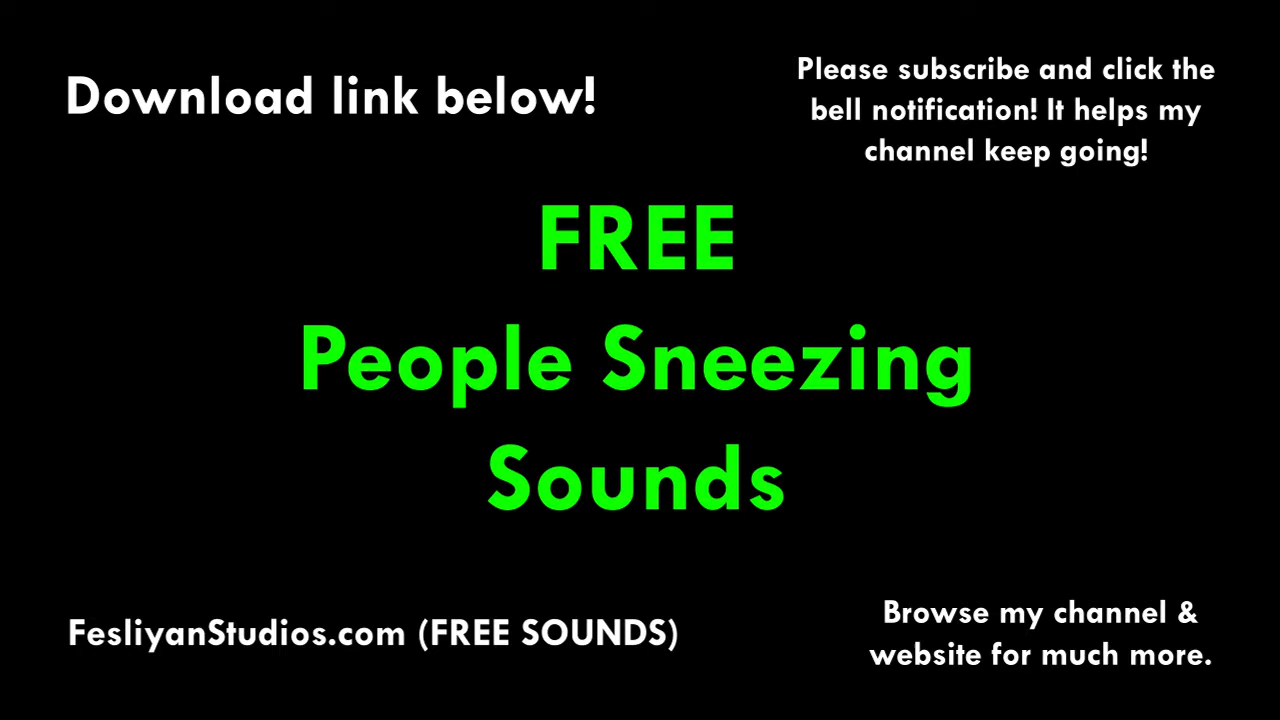 Download link below!
Please subscribe and click the
bell notification! It helps my
channel keep going!
FREE
People Sneezing
Sounds
FesliyanStudios.com (FREE SOUNDS)
Browse my channel &
website for much more.